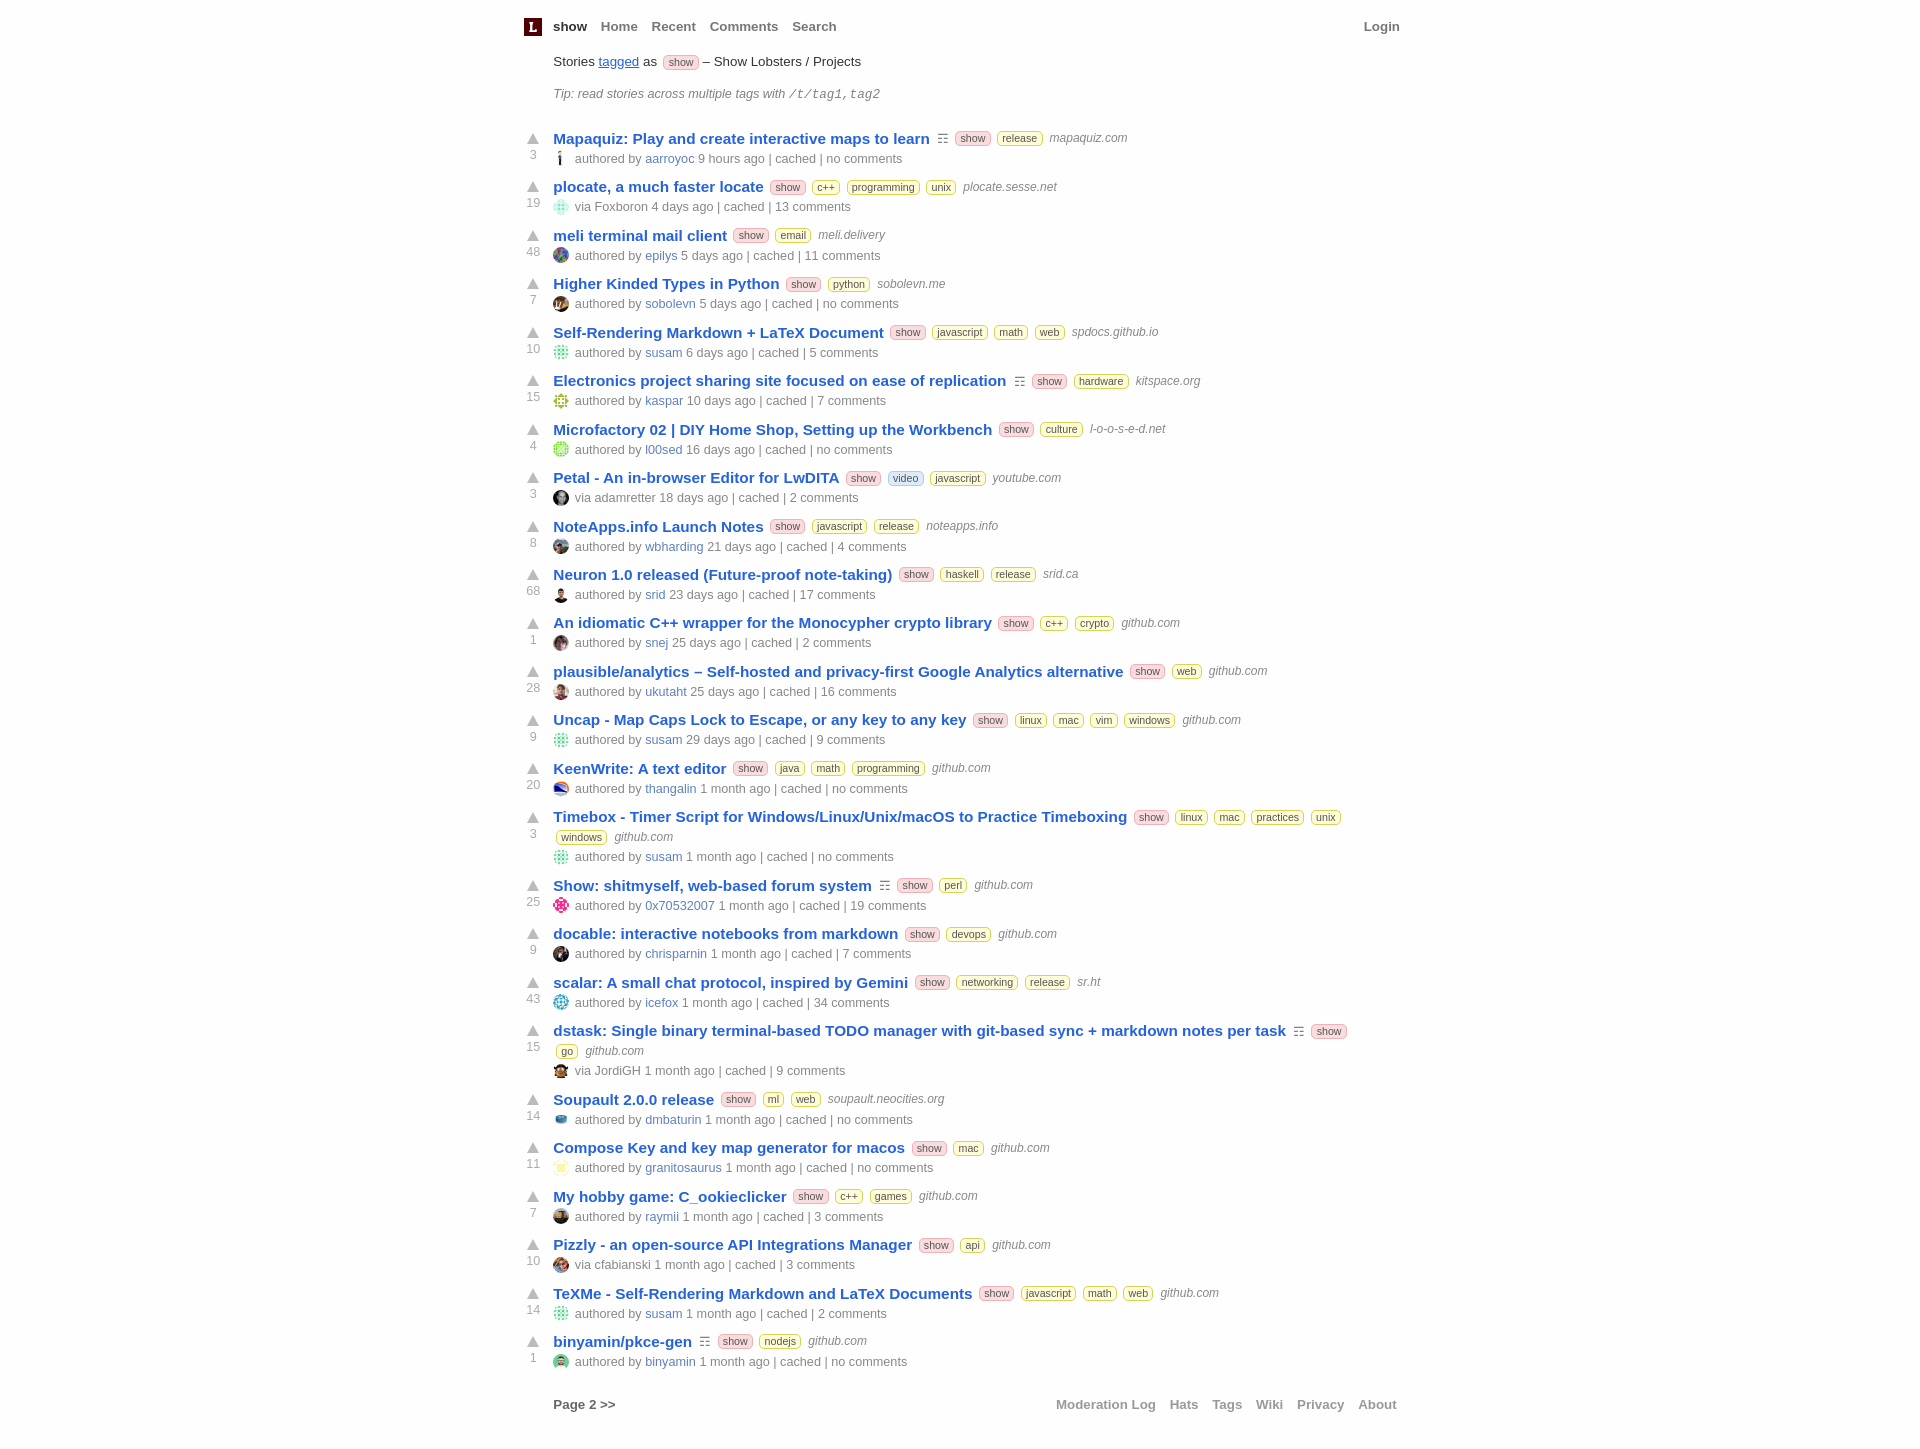 L show Home Recent Comments Search Login
Stories tagged as show – Show Lobsters / Projects
Tip: read stories across multiple tags with /t/tag1,tag2
Mapaquiz: Play and create interactive maps to learn ☶ show release mapaquiz.com
3 authored by aarroyoc 9 hours ago | cached | no comments
plocate, a much faster locate show c++ programming unix plocate.sesse.net
19 via Foxboron 4 days ago | cached | 13 comments
meli terminal mail client show email meli.delivery
48 authored by epilys 5 days ago | cached | 11 comments
Higher Kinded Types in Python show python sobolevn.me
7 authored by sobolevn 5 days ago | cached | no comments
Self-Rendering Markdown + LaTeX Document show javascript math web spdocs.github.io
10 authored by susam 6 days ago | cached | 5 comments
Electronics project sharing site focused on ease of replication ☶ show hardware kitspace.org
15 authored by kaspar 10 days ago | cached | 7 comments
Microfactory 02 | DIY Home Shop, Setting up the Workbench show culture l-o-o-s-e-d.net
4 authored by l00sed 16 days ago | cached | no comments
Petal - An in-browser Editor for LwDITA show video javascript youtube.com
3 via adamretter 18 days ago | cached | 2 comments
NoteApps.info Launch Notes show javascript release noteapps.info
8 authored by wbharding 21 days ago | cached | 4 comments
Neuron 1.0 released (Future-proof note-taking) show haskell release srid.ca
68 authored by srid 23 days ago | cached | 17 comments
An idiomatic C++ wrapper for the Monocypher crypto library show c++ crypto github.com
1 authored by snej 25 days ago | cached | 2 comments
plausible/analytics – Self-hosted and privacy-first Google Analytics alternative show web github.com
28 authored by ukutaht 25 days ago | cached | 16 comments
Uncap - Map Caps Lock to Escape, or any key to any key show linux mac vim windows github.com
9 authored by susam 29 days ago | cached | 9 comments
KeenWrite: A text editor show java math programming github.com
20 authored by thangalin 1 month ago | cached | no comments
Timebox - Timer Script for Windows/Linux/Unix/macOS to Practice Timeboxing show linux mac practices unix
3 windows github.com
authored by susam 1 month ago | cached | no comments
Show: shitmyself, web-based forum system ☶ show perl github.com
25 authored by 0x70532007 1 month ago | cached | 19 comments
docable: interactive notebooks from markdown show devops github.com
9 authored by chrisparnin 1 month ago | cached | 7 comments
scalar: A small chat protocol, inspired by Gemini show networking release sr.ht
43 authored by icefox 1 month ago | cached | 34 comments
dstask: Single binary terminal-based TODO manager with git-based sync + markdown notes per task ☶ show
15 go github.com
via JordiGH 1 month ago | cached | 9 comments
Soupault 2.0.0 release show ml web soupault.neocities.org
14 authored by dmbaturin 1 month ago | cached | no comments
Compose Key and key map generator for macos show mac github.com
11 authored by granitosaurus 1 month ago | cached | no comments
My hobby game: C_ookieclicker show c++ games github.com
7 authored by raymii 1 month ago | cached | 3 comments
Pizzly - an open-source API Integrations Manager show api github.com
10 via cfabianski 1 month ago | cached | 3 comments
TeXMe - Self-Rendering Markdown and LaTeX Documents show javascript math web github.com
14 authored by susam 1 month ago | cached | 2 comments
binyamin/pkce-gen ☶ show nodejs github.com
1 authored by binyamin 1 month ago | cached | no comments
Page 2 >> Moderation Log Hats Tags Wiki Privacy About